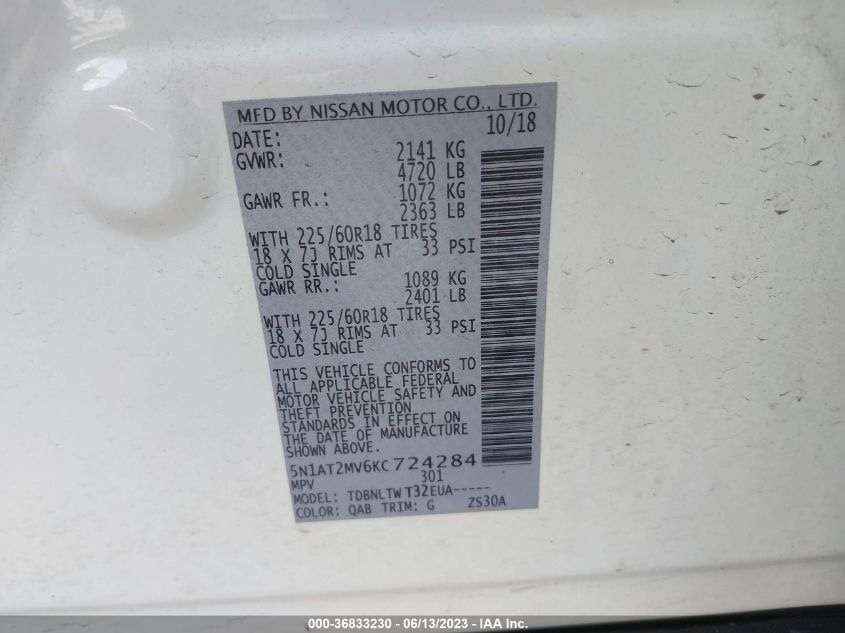 MFD BY NISSAN MOTOR CO., LTD.
DATE: 10/18
GVWR: 2141 KG
4720 LB
GAWR FR.: 1072 KG
2363 LB
WITH 225/60R18 TIRES
18 X 7J RIMS AT 33 PSI
COLD SINGLE
GAWR RR.: 1089 KG
2401 LB
WITH 225/60R18 TIRES
18 X 7J RIMS AT 33 PSI
COLD SINGLE
THIS VEHICLE CONFORMS TO
ALL APPLICABLE FEDERAL
MOTOR VEHICLE SAFETY AND
THEFT PREVENTION
STANDARDS IN EFFECT ON
THE DATE OF MANUFACTURE
SHOWN ABOVE.
5N1AT2MV6KC724284
MPV 301
MODEL: TDBNLTW T32EUA-----
COLOR: QAB TRIM: G ZS30A
000-36833230 - 06/13/2023 - IAA Inc.